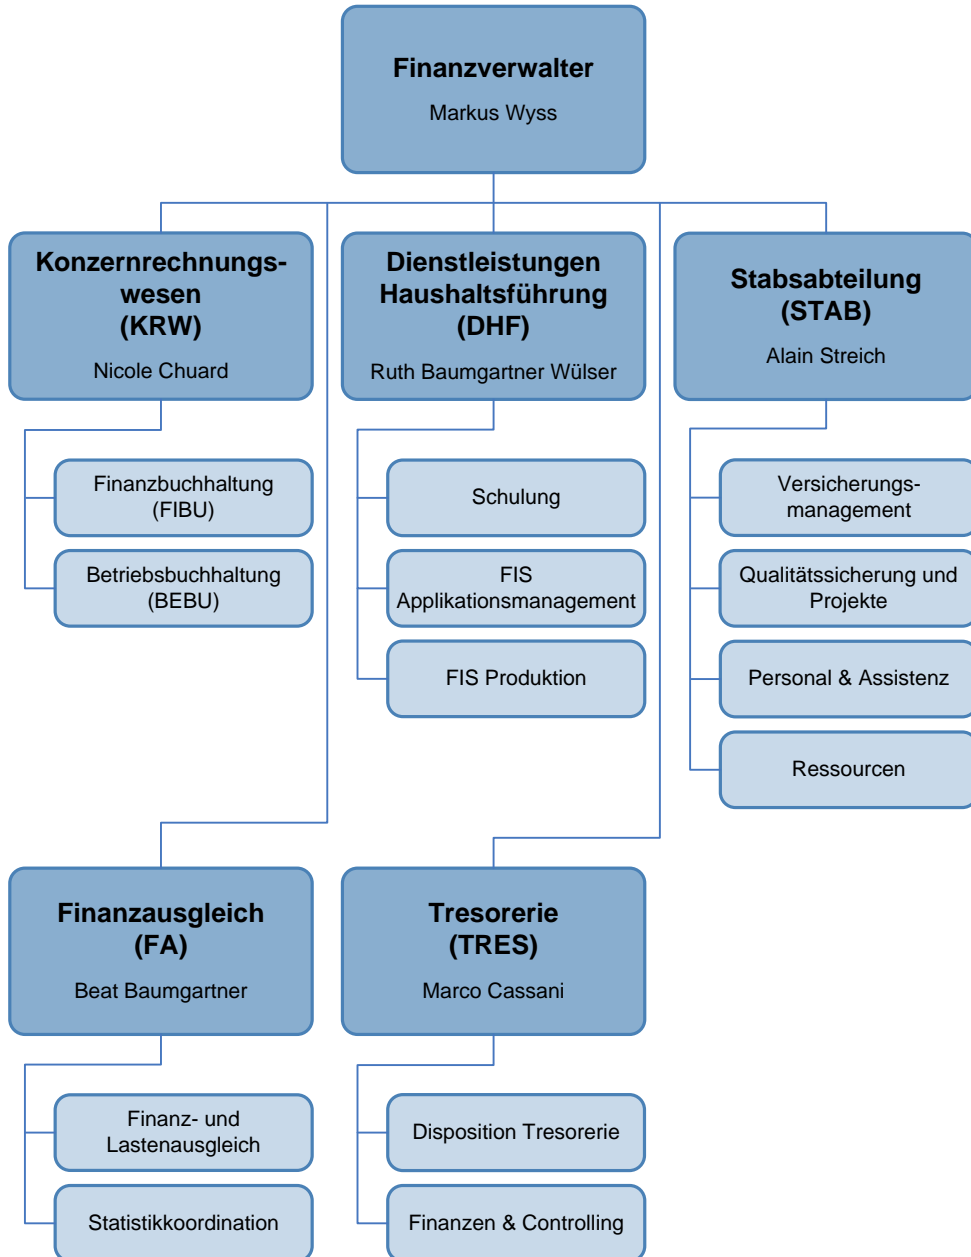 Finanzverwalter
Markus Wyss
Konzernrechnungs-
wesen
(KRW)
Nicole Chuard
Finanzbuchhaltung
(FIBU)
Betriebsbuchhaltung
(BEBU)
Dienstleistungen
Haushaltsführung
(DHF)
Ruth Baumgartner Wülser
Schulung
FIS
Applikationsmanagement
FIS Produktion
Stabsabteilung
(STAB)
Alain Streich
Versicherungs-
management
Qualitätssicherung und
Projekte
Personal & Assistenz
Ressourcen
Finanzausgleich
(FA)
Beat Baumgartner
Finanz- und
Lastenausgleich
Statistikkoordination
Tresorerie
(TRES)
Marco Cassani
Disposition Tresorerie
Finanzen & Controlling